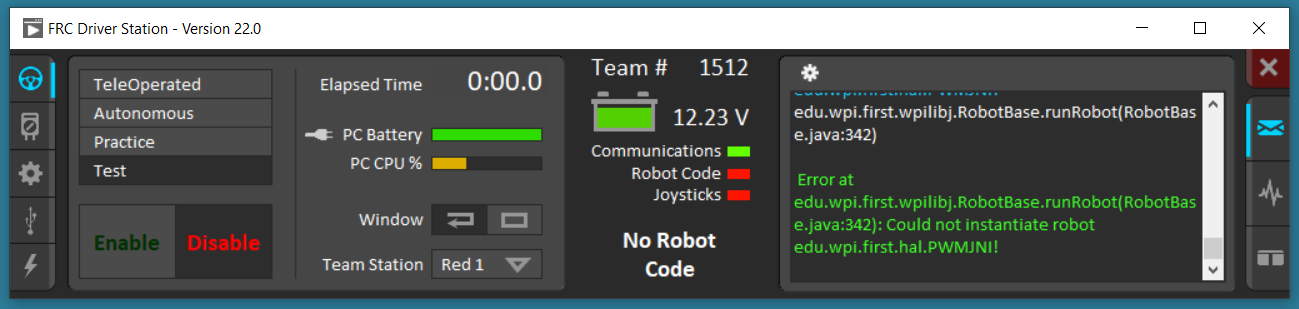 FRC Driver Station - Version 22.0
TeleOperated
Autonomous
Practice
Test
Enable Disable
Elapsed Time 0:00.0
PC Battery
PC CPU %
Window
Team Station Red 1
Team # 1512
12.23 V
Communications
Robot Code
Joysticks
No Robot
Code
edu.wpi.first.wpilibj.RobotBase.runRobot(RobotBas
e.java:342)
Error at
edu.wpi.first.wpilibj.RobotBase.runRobot(RobotBas
e.java:342): Could not instantiate robot
edu.wpi.first.hal.PWMJNI!